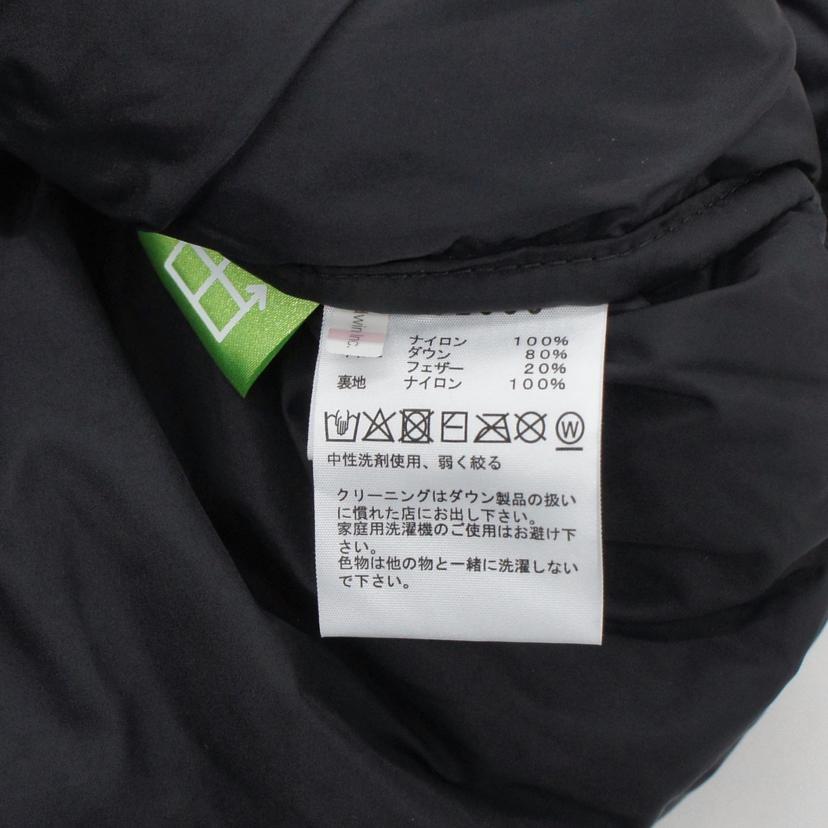 win Inc.
ナイロン 100%
ダウン 80%
フェザー 20%
裏地 ナイロン 100%
W
中性洗剤使用、弱く絞る
クリーニングはダウン製品の扱い
に慣れた店にお出し下さい。
家庭用洗濯機のご使用はお避け下
さい。
色物は他の物と一緒に洗濯しない
で下さい。